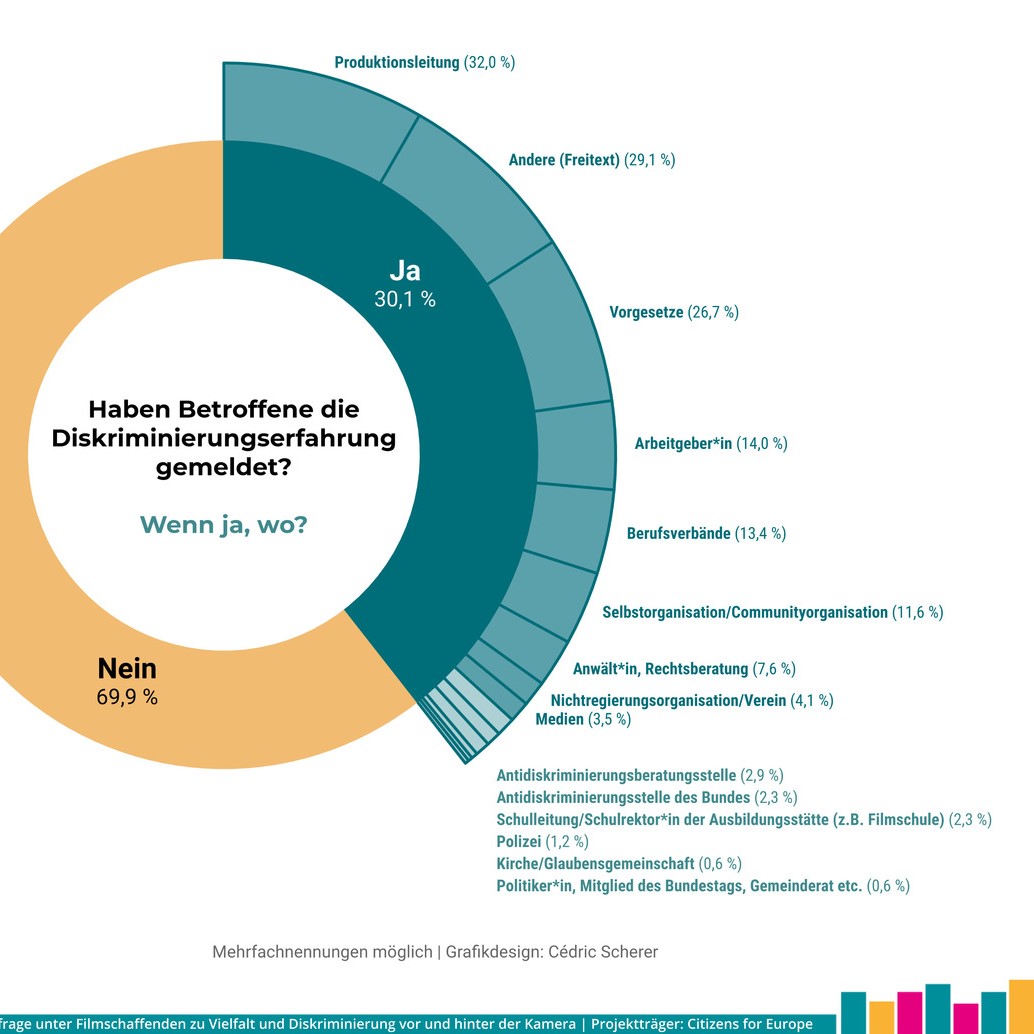 Produktionsleitung (32,0 %)
Andere (Freitext) (29,1 %)
Ja
30,1 %
Vorgesetze (26,7 %)
Haben Betroffene die
Diskriminierungserfahrung
gemeldet?
Wenn ja, wo?
Arbeitgeber*in (14,0 %)
Berufsverbände (13,4 %)
Selbstorganisation/Communityorganisation (11,6 %)
Nein
69,9 %
Anwält*in, Rechtsberatung (7,6 %)
Nichtregierungsorganisation/Verein (4,1 %)
Medien (3,5 %)
Antidiskriminierungsberatungsstelle (2,9 %)
Antidiskriminierungsstelle des Bundes (2,3 %)
Schulleitung/Schulrektor*in der Ausbildungsstätte (z.B. Filmschule) (2,3 %)
Polizei (1,2 %)
Kirche/Glaubensgemeinschaft (0,6 %)
Politiker*in, Mitglied des Bundestags, Gemeinderat etc. (0,6 %)
Mehrfachnennungen möglich | Grafikdesign: Cédric Scherer
frage unter Filmschaffenden zu Vielfalt und Diskriminierung vor und hinter der Kamera | Projektträger: Citizens for Europe